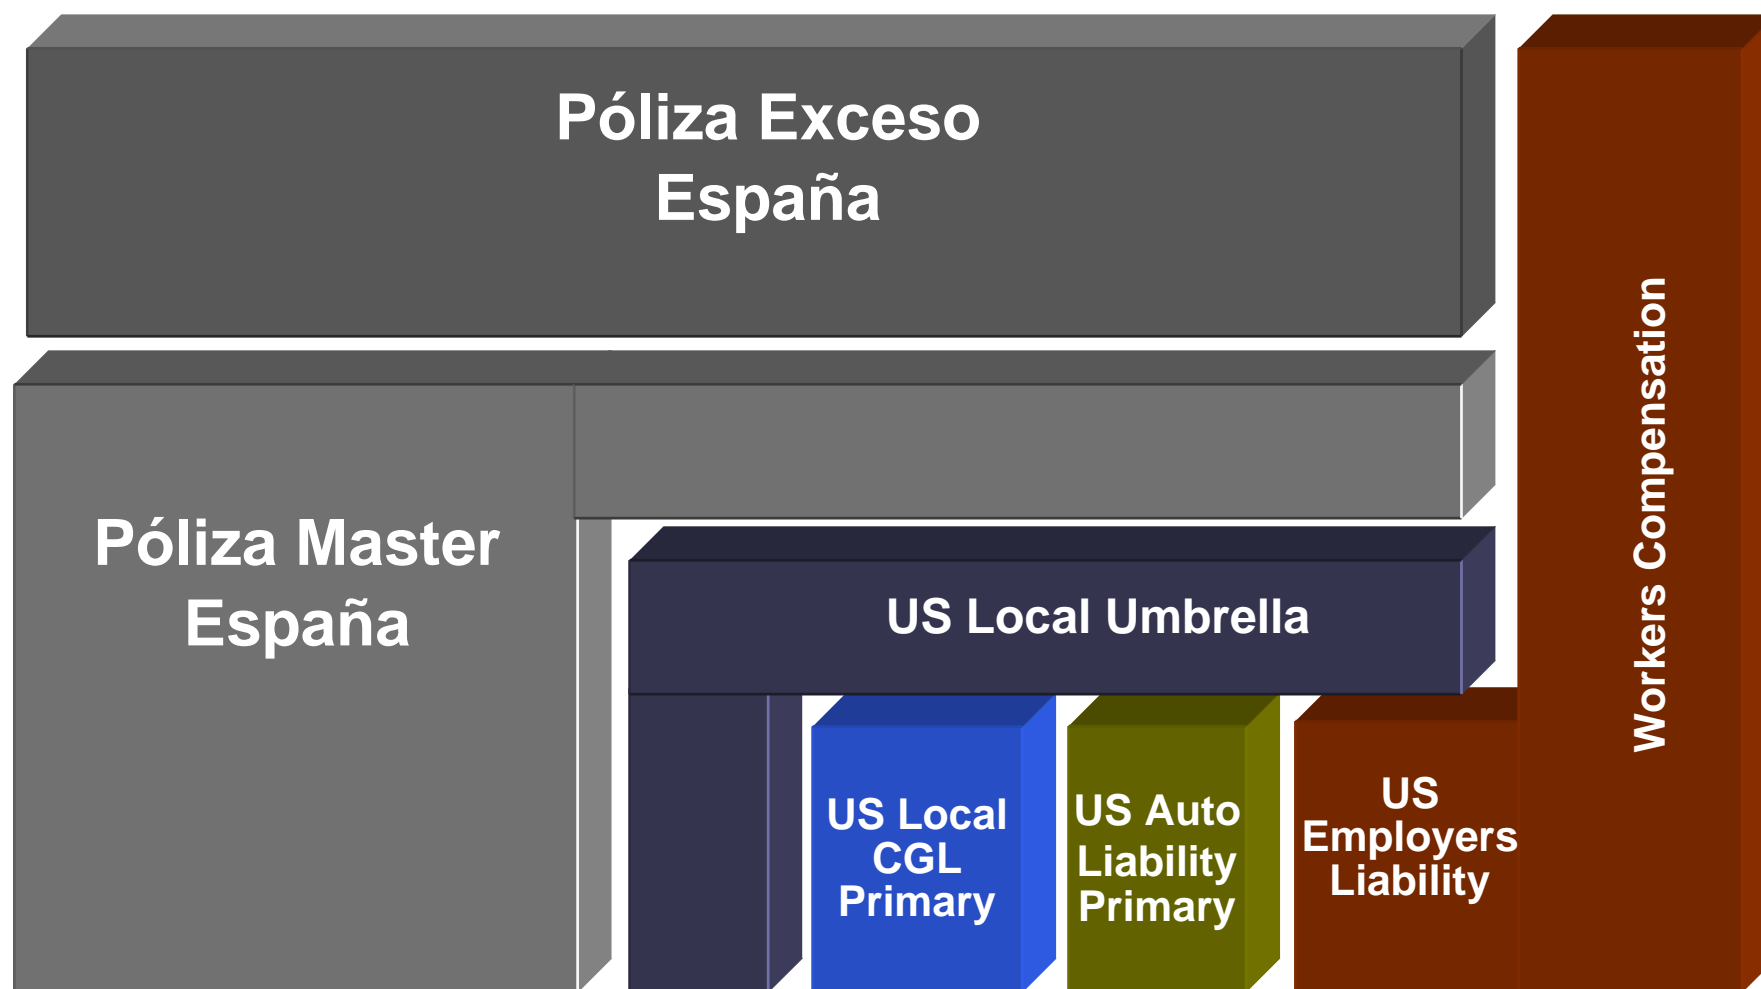 Póliza Exceso
España
Póliza Master
España
US Local Umbrella
US Local
CGL
Primary
US Auto
Liability
Primary
US
Employers
Liability
Workers Compensation